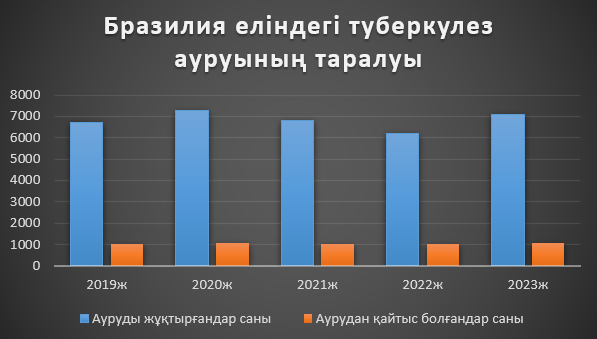 Бразилия еліндегі туберкулез
ауруының таралуы
8000
7000
6000
5000
4000
3000
2000
1000
0
2019ж 2020ж 2021ж 2022ж 2023ж
Ауруды жұқтырғандар саны Аурудан қайтыс болғандар саны